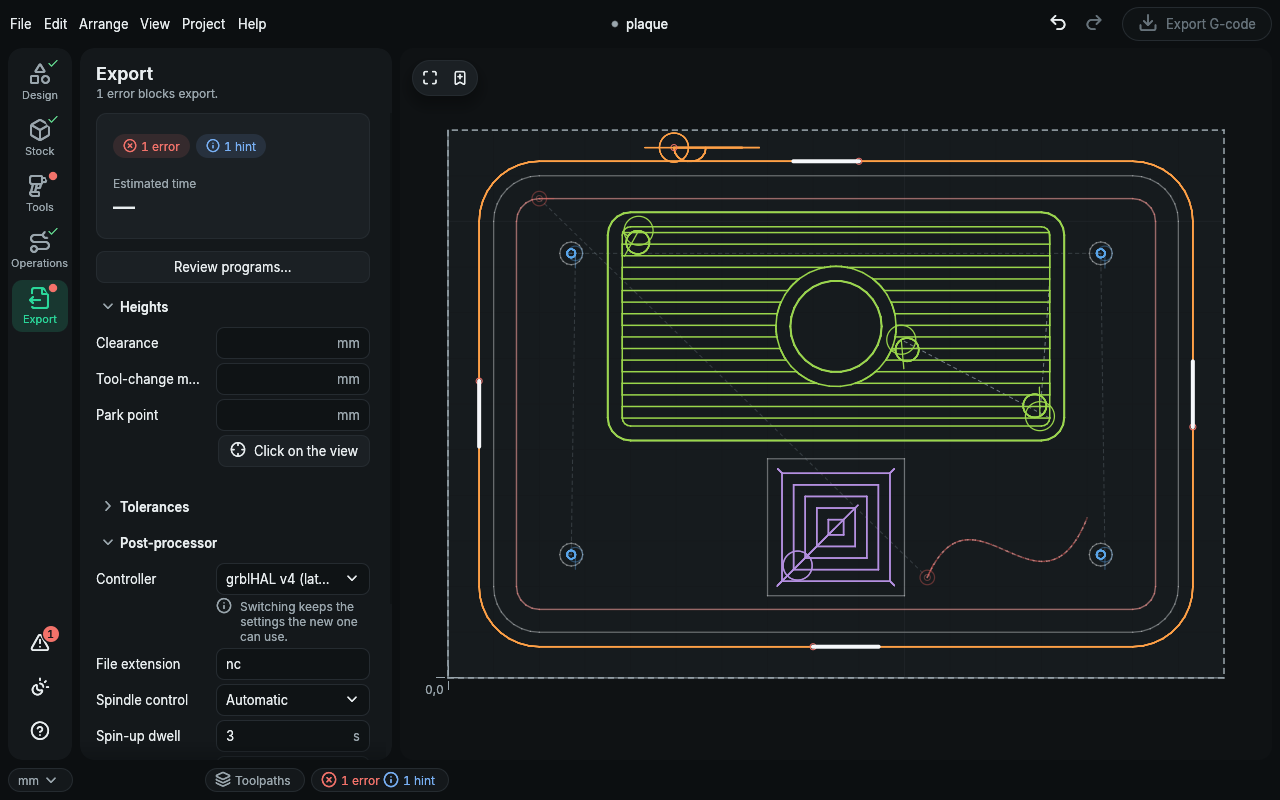 File Edit Arrange View Project Help
plaque
Export G-code
Design
Stock
Tools
Operations
Export
1
Export
1 error blocks export.
1 error
1 hint
Estimated time
—
Review programs...
Heights
Clearance mm
Tool-change m... mm
Park point mm
Click on the view
Tolerances
Post-processor
Controller grblHAL v4 (lat...
Switching keeps the
settings the new one
can use.
File extension nc
Spindle control Automatic
Spin-up dwell 3 s
0,0
mm
Toolpaths
1 error 1 hint